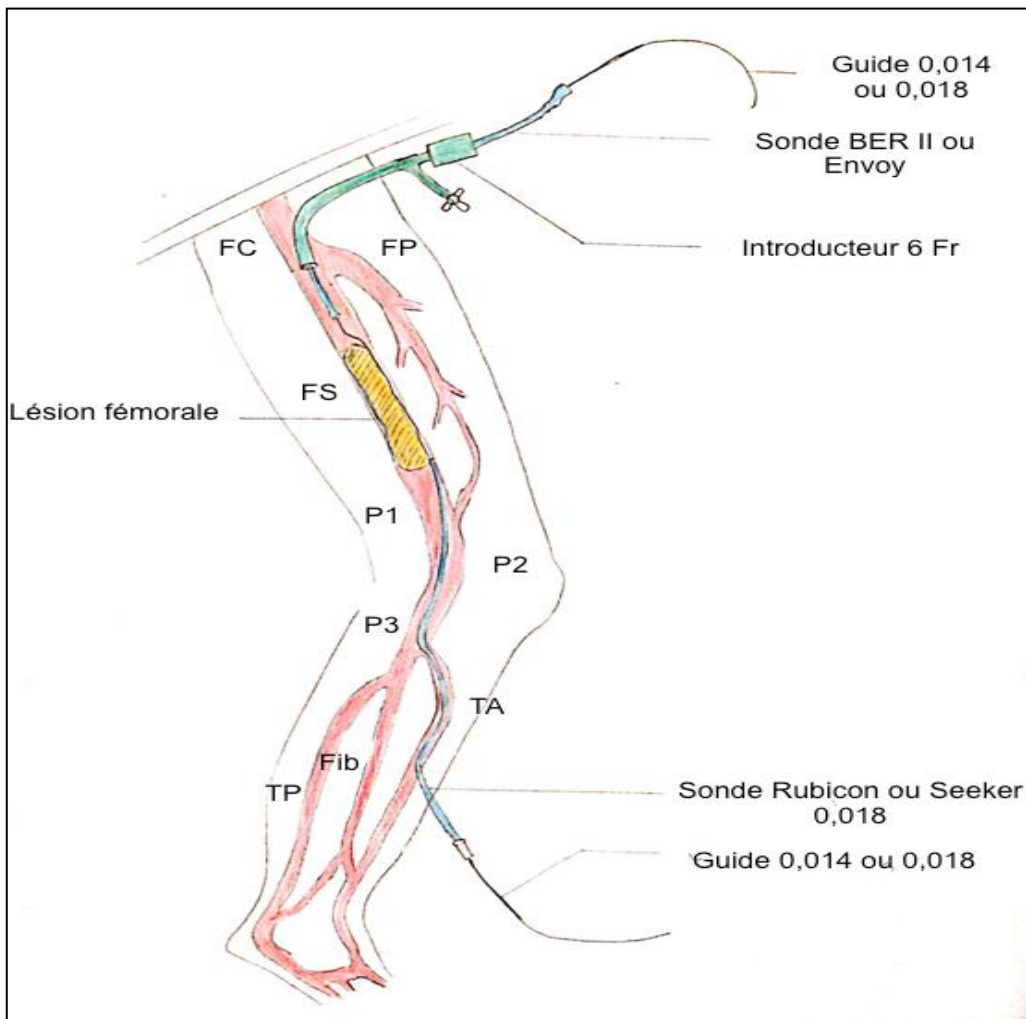 Guide 0,014
ou 0,018
Sonde BER II ou
Envoy
Introducteur 6 Fr
FC
FP
FS
Lésion fémorale
P1
P2
P3
TA
Fib
TP
Sonde Rubicon ou Seeker
0,018
Guide 0,014 ou 0,018